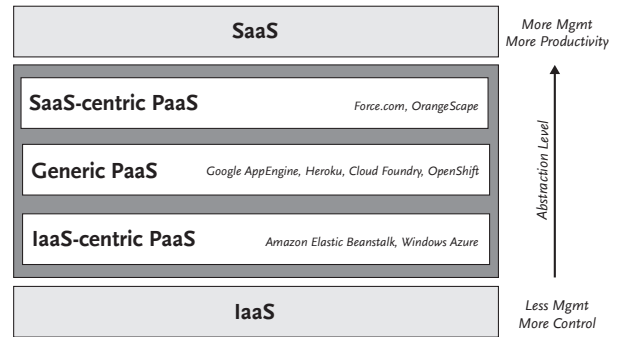 SaaS
More Mgmt
More Productivity
SaaS-centric PaaS
Force.com, OrangeScape
Generic PaaS
Google AppEngine, Heroku, Cloud Foundry, OpenShift
Abstraction Level
IaaS-centric PaaS
Amazon Elastic Beanstalk, Windows Azure
IaaS
Less Mgmt
More Control